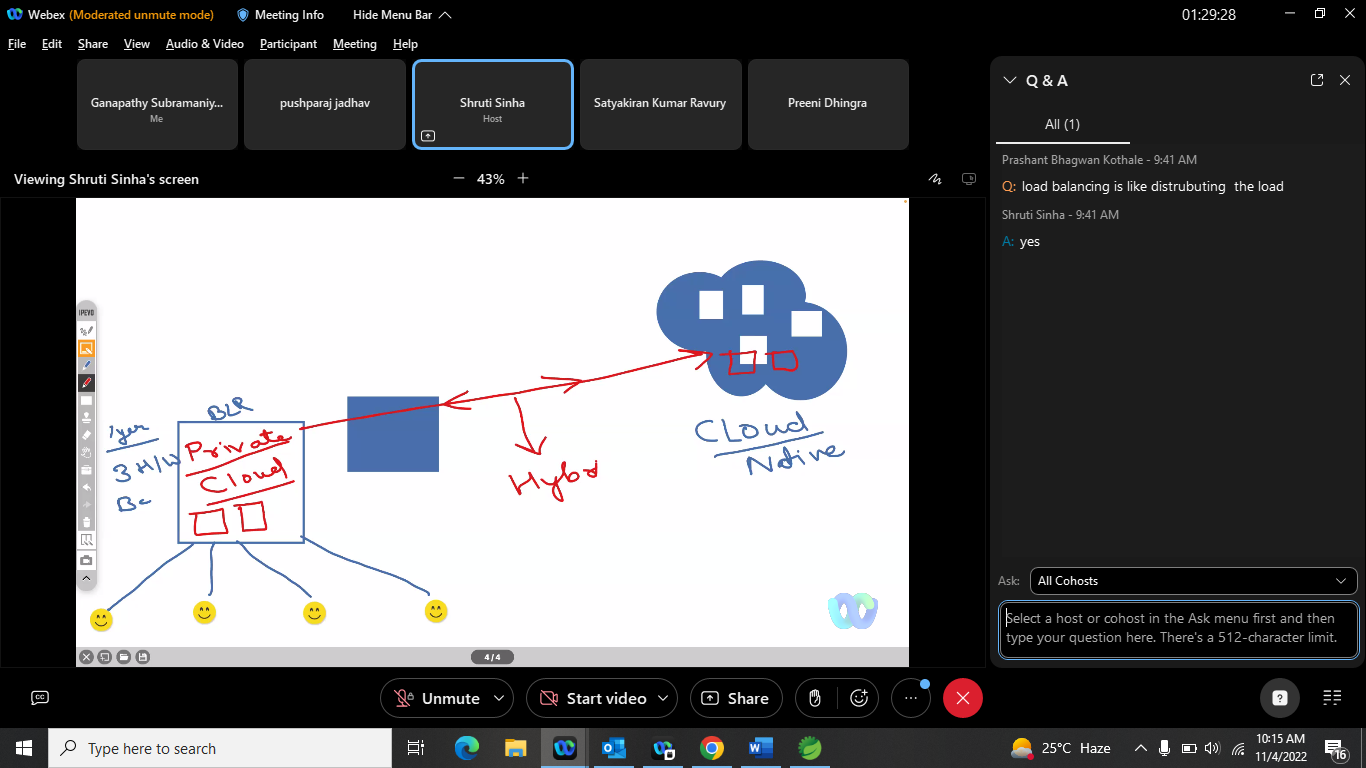 Webex (Moderated unmute mode)
Meeting Info
Hide Menu Bar
01:29:28
File Edit Share View Audio & Video Participant Meeting Help
Ganapathy Subramaniy...
Me
pushparaj jadhav
Shruti Sinha
Host
Satyakiran Kumar Ravury
Preeni Dhingra
Viewing Shruti Sinha's screen
43%
IPEVO
BLR
Private
Cloud
3 H/W
Cloud
Native
4/4
Q & A
All (1)
Prashant Bhagwan Kothale - 9:41 AM
Q: load balancing is like distrubuting the load
Shruti Sinha - 9:41 AM
A: yes
Ask: All Cohosts
Select a host or cohost in the Ask menu first and then
type your question here. There's a 512-character limit.
CC
Unmute
Start video
Share
Type here to search
25°C Haze
10:15 AM
11/4/2022
16